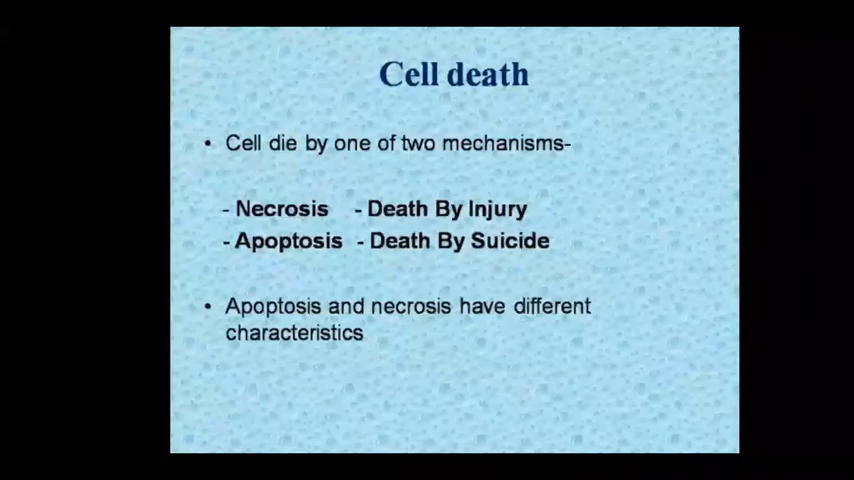 Cell death
• Cell die by one of two mechanisms-
- Necrosis - Death By Injury
- Apoptosis - Death By Suicide
• Apoptosis and necrosis have different
characteristics